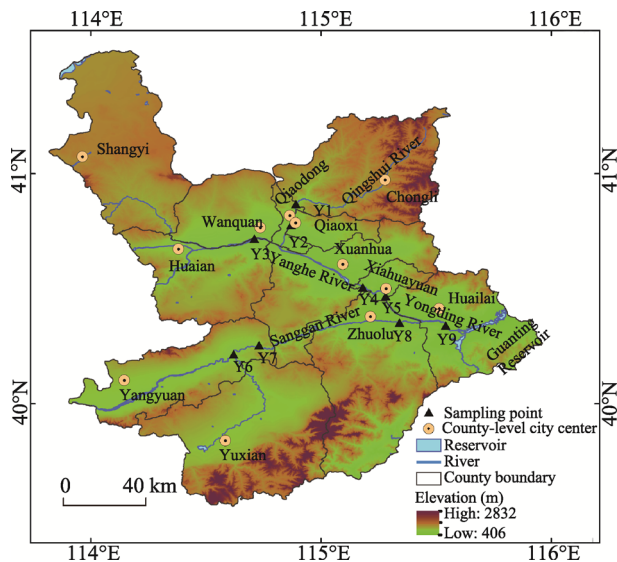 114°E 115°E 116°E
41°N 41°N
40°N 40°N
Shangyi
Qiaodong
Qingshui River
Chongli
Y1
Wanquan
Qiaoxi
Y2
Y3
Xuanhua
Huaian
Yanghe River
Xiahuayuan
Y4
Huailai
Y5
Yongding River
Sanggan River
Zhuolu
Y8
Y9
Guanting
Reservoir
Y7
Y6
Yangyuan
Yuxian
Sampling point
County-level city center
Reservoir
River
County boundary
Elevation (m)
High: 2832
Low: 406
0 40 km
114°E 115°E 116°E